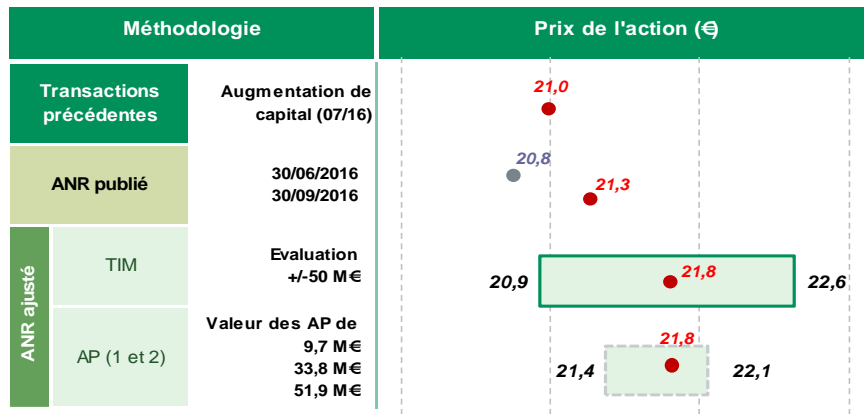 Méthodologie
Prix de l'action (€)
Transactions
précédentes
Augmentation de
capital (07/16)
21,0
ANR publié
30/06/2016
30/09/2016
20,8
21,3
ANR ajusté
TIM
Evaluation
+/-50 M€
20,9
21,8
22,6
AP (1 et 2)
Valeur des AP de
9,7 M€
33,8 M€
51,9 M€
21,4
21,8
22,1